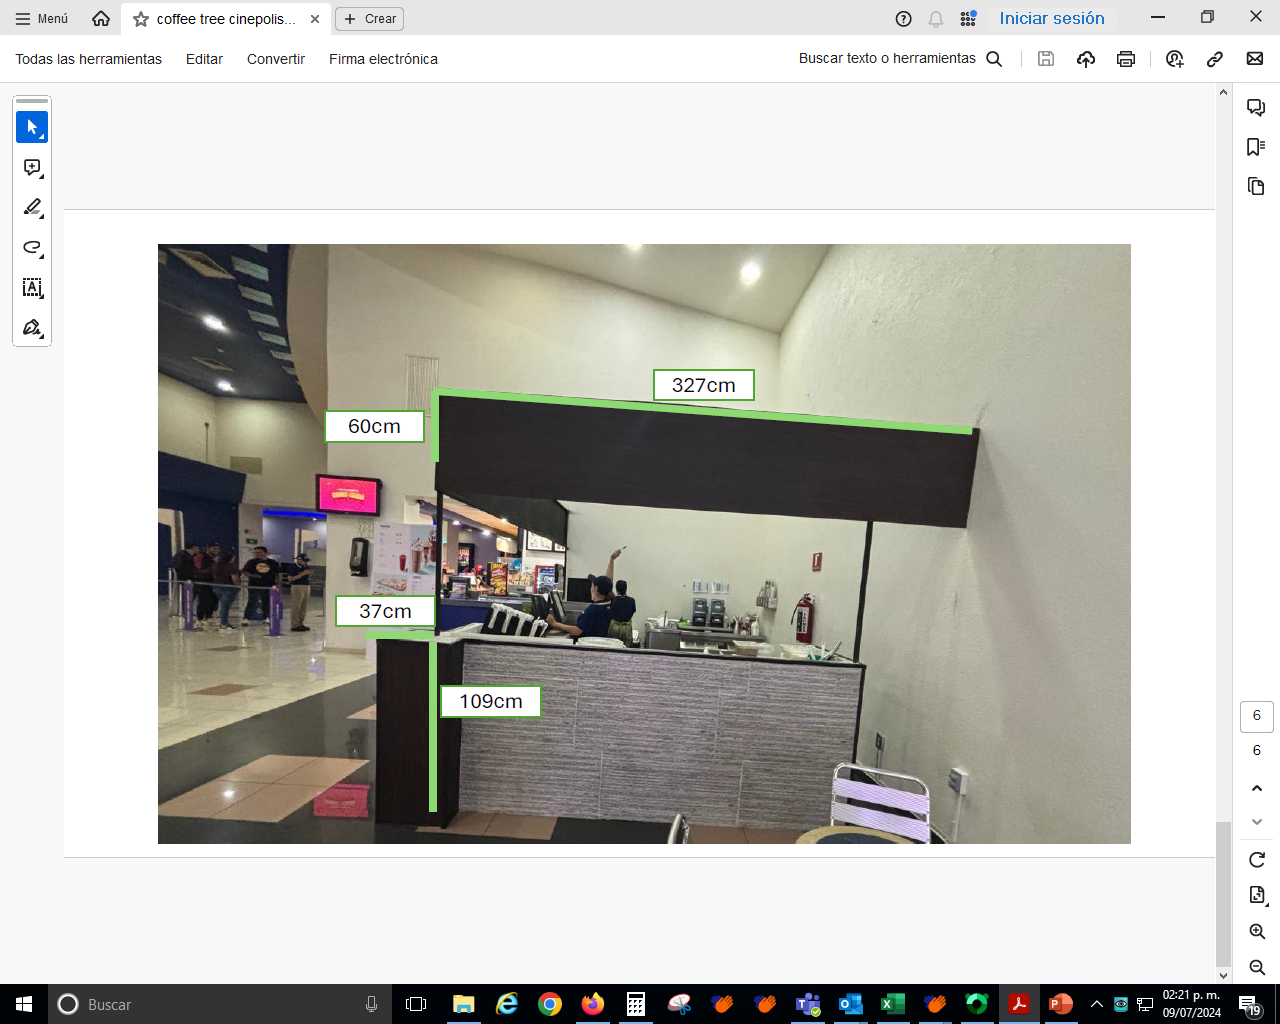 Menú
coffee tree cinepolis...
Crear
Iniciar sesión
Todas las herramientas
Editar
Convertir
Firma electrónica
Buscar texto o herramientas
327cm
60cm
37cm
109cm
6
6
Buscar
02:21 p. m.
09/07/2024
19